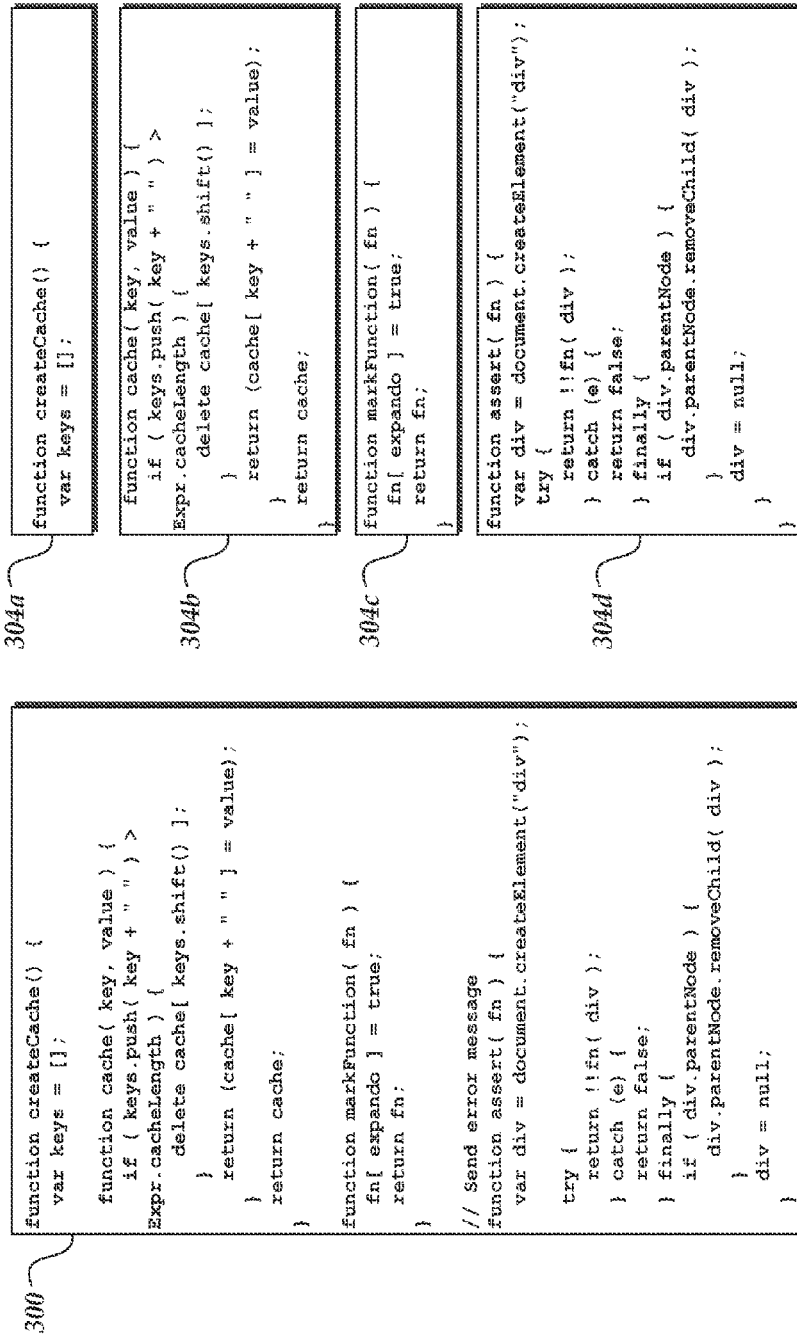 300
function createCache() {
var keys = [];
function cache( key, value ) {
if ( keys.push( key + " " ) >
Expr.cacheLength ) {
delete cache[ keys.shift() ];
}
return (cache[ key + " " ] = value);
}
return cache;
}
function markFunction( fn ) {
fn[ expando ] = true;
return fn;
}
// Send error message
function assert( fn ) {
var div = document.createElement("div");
try {
return !!fn( div );
} catch (e) {
return false;
} finally {
if ( div.parentNode ) {
div.parentNode.removeChild( div );
}
div = null;
}
304a
function createCache() {
var keys = [];
304b
function cache( key, value ) {
if ( keys.push( key + " " ) >
Expr.cacheLength ) {
delete cache[ keys.shift() ];
}
return (cache[ key + " " ] = value);
}
return cache;
}
304c
function markFunction( fn ) {
fn[ expando ] = true;
return fn;
}
304d
function assert( fn ) {
var div = document.createElement("div");
try {
return !!fn( div );
} catch (e) {
return false;
} finally {
if ( div.parentNode ) {
div.parentNode.removeChild( div );
}
div = null;
}
}